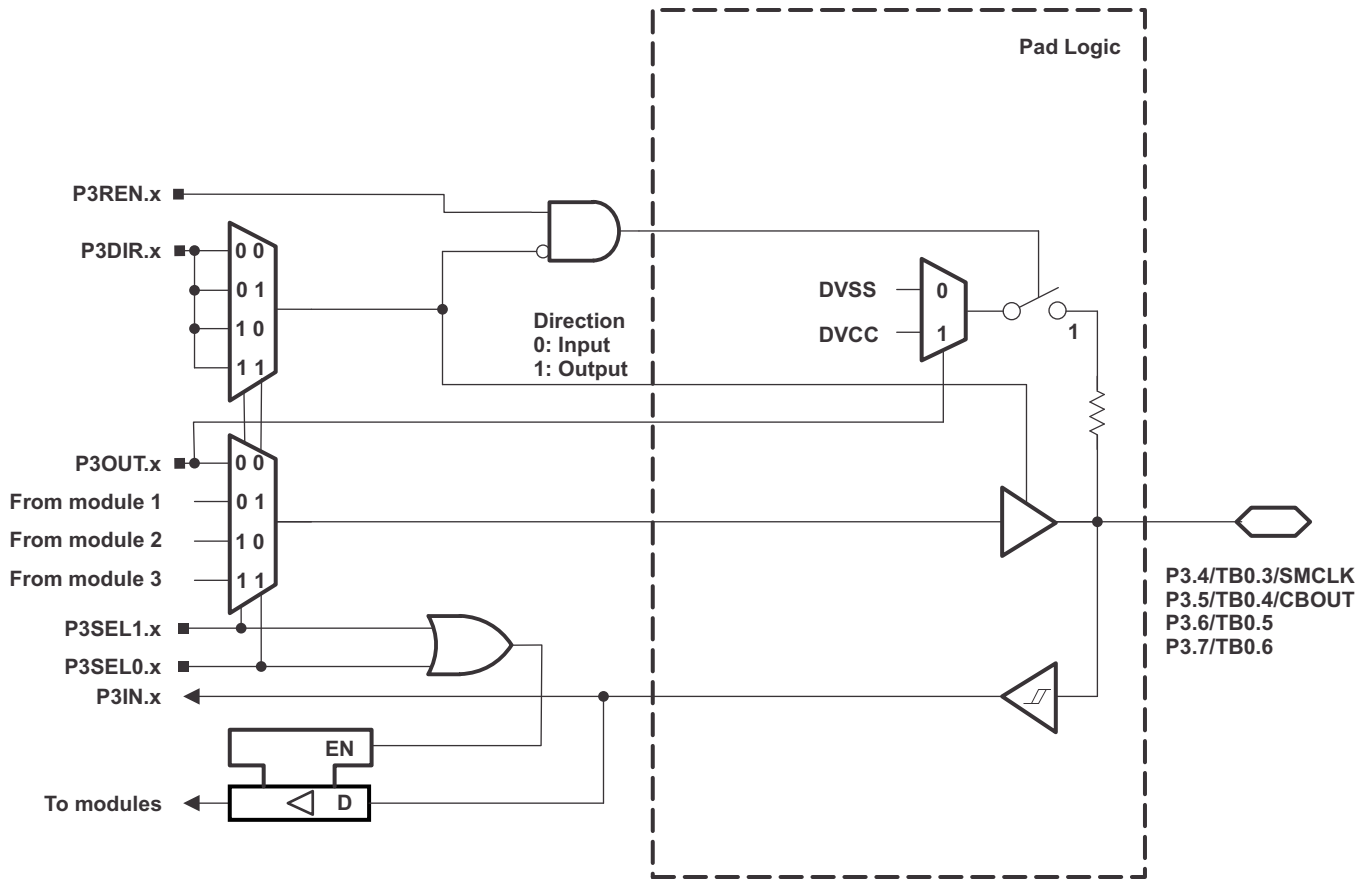 Pad Logic
P3REN.x
P3DIR.x
0 0
0 1
1 0
1 1
Direction
0: Input
1: Output
DVSS
DVCC
0
1
1
P3OUT.x
From module 1
From module 2
From module 3
0 0
0 1
1 0
1 1
P3SEL1.x
P3SEL0.x
P3IN.x
EN
To modules
D
P3.4/TB0.3/SMCLK
P3.5/TB0.4/CBOUT
P3.6/TB0.5
P3.7/TB0.6